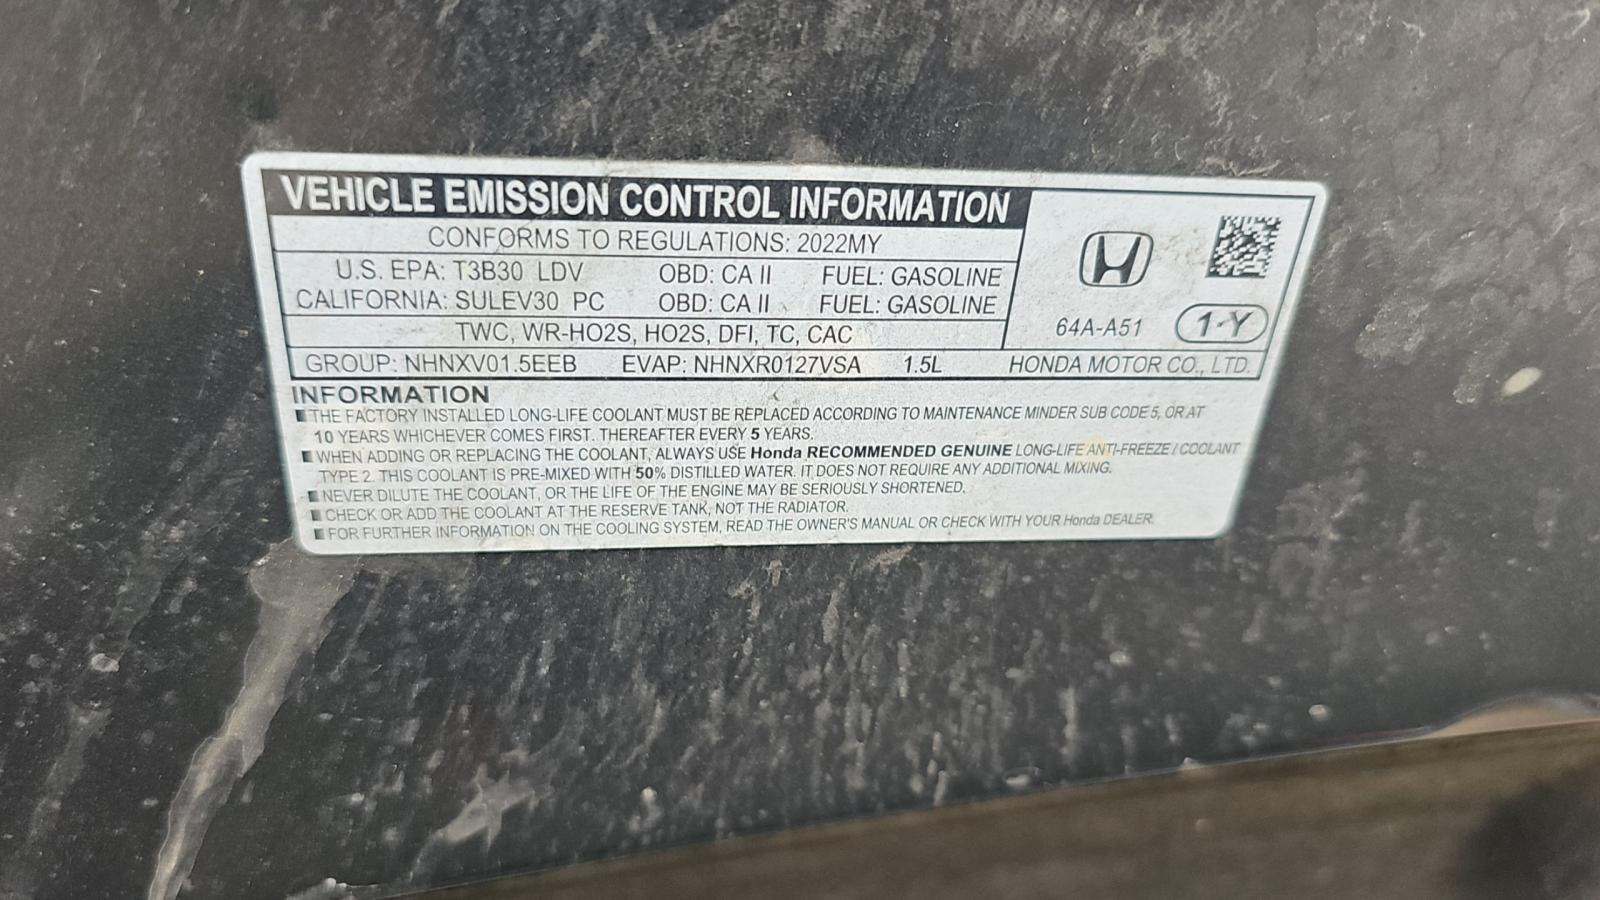 VEHICLE EMISSION CONTROL INFORMATION
CONFORMS TO REGULATIONS: 2022MY
U.S. EPA: T3B30 LDV OBD: CA II FUEL: GASOLINE
CALIFORNIA: SULEV30 PC OBD: CA II FUEL: GASOLINE
64A-A51 1-Y
TWC, WR-HO2S, HO2S, DFI, TC, CAC
GROUP: NHNXV01.5EEB EVAP: NHNXR0127VSA 1.5L HONDA MOTOR CO., LTD.
INFORMATION
■ THE FACTORY INSTALLED LONG-LIFE COOLANT MUST BE REPLACED ACCORDING TO MAINTENANCE MINDER SUB CODE 5, OR AT
10 YEARS WHICHEVER COMES FIRST. THEREAFTER EVERY 5 YEARS.
■ WHEN ADDING OR REPLACING THE COOLANT, ALWAYS USE Honda RECOMMENDED GENUINE LONG-LIFE ANTI-FREEZE / COOLANT
TYPE 2. THIS COOLANT IS PRE-MIXED WITH 50% DISTILLED WATER. IT DOES NOT REQUIRE ANY ADDITIONAL MIXING.
■ NEVER DILUTE THE COOLANT, OR THE LIFE OF THE ENGINE MAY BE SERIOUSLY SHORTENED.
■ CHECK OR ADD THE COOLANT AT THE RESERVE TANK, NOT THE RADIATOR.
■ FOR FURTHER INFORMATION ON THE COOLING SYSTEM, READ THE OWNER'S MANUAL OR CHECK WITH YOUR Honda DEALER.